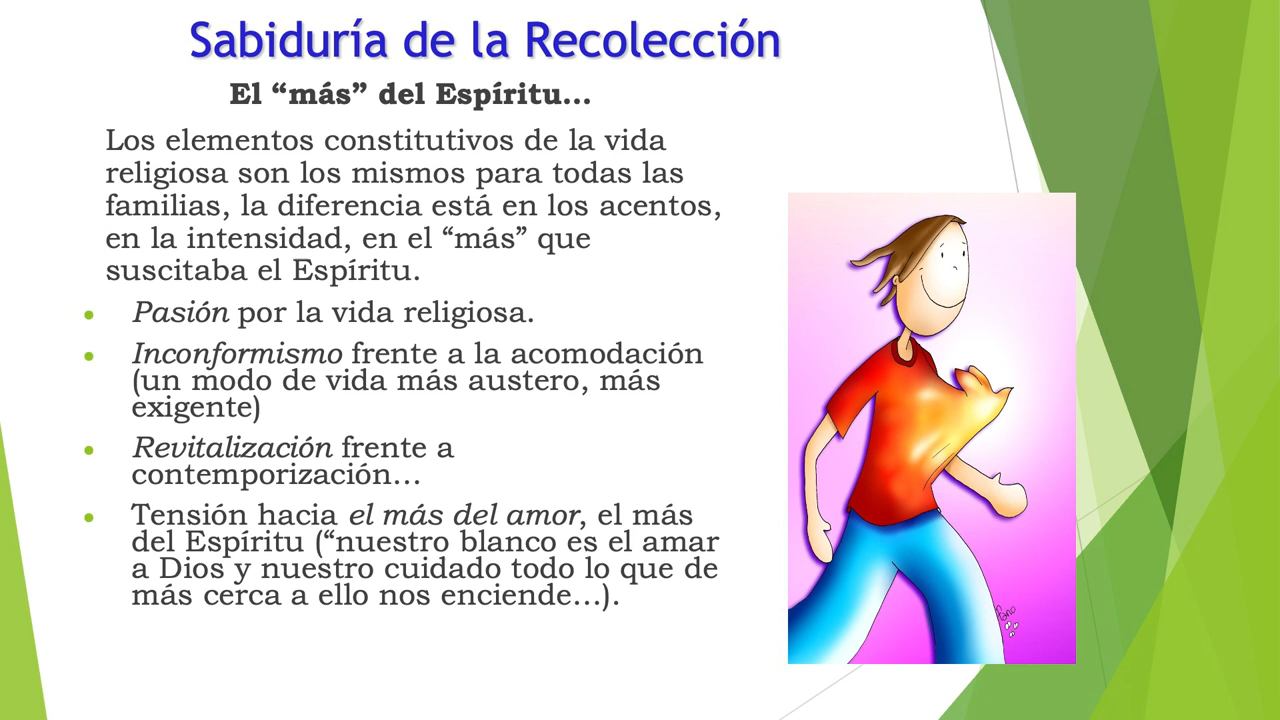 Sabiduría de la Recolección
El “más” del Espíritu…
Los elementos constitutivos de la vida
religiosa son los mismos para todas las
familias, la diferencia está en los acentos,
en la intensidad, en el “más” que
suscitaba el Espíritu.
• Pasión por la vida religiosa.
• Inconformismo frente a la acomodación
(un modo de vida más austero, más
exigente)
• Revitalización frente a
contemporización…
• Tensión hacia el más del amor, el más
del Espíritu (“nuestro blanco es el amar
a Dios y nuestro cuidado todo lo que de
más cerca a ello nos enciende…).